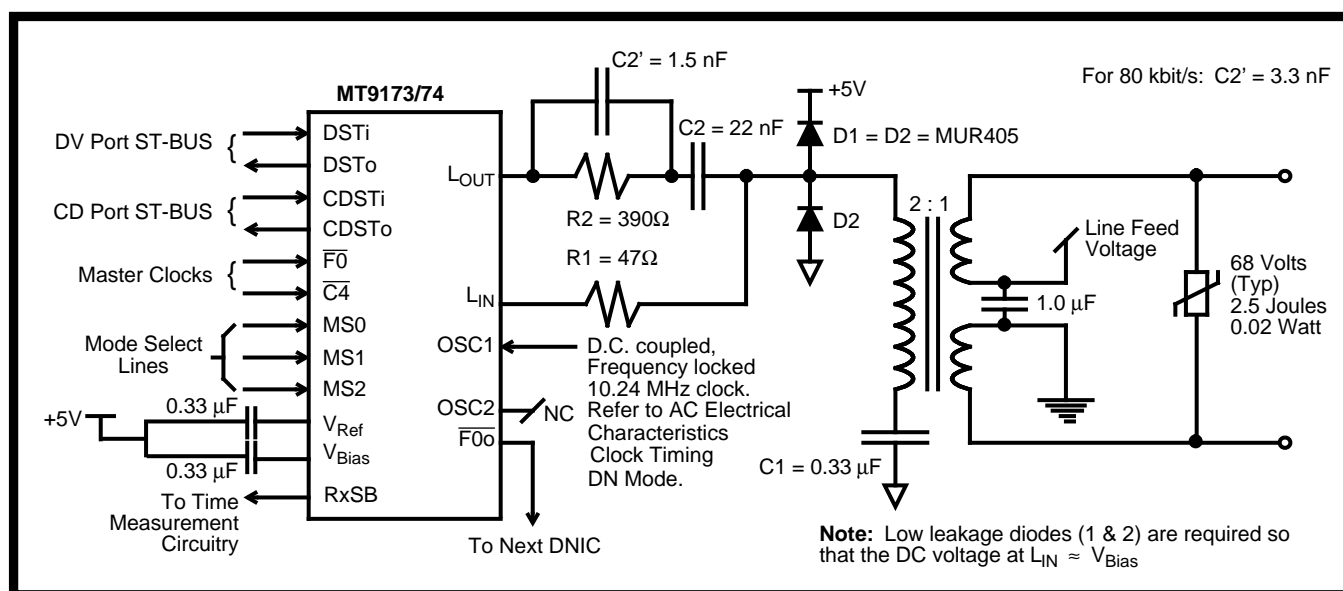 C2' = 1.5 nF
For 80 kbit/s: C2' = 3.3 nF
MT9173/74
+5V
C2 = 22 nF
D1 = D2 = MUR405
DV Port ST-BUS
DSTi
DSTo
LOUT
CD Port ST-BUS
CDSTi
CDSTo
R2 = 390Ω
D2
2 : 1
Line Feed
Voltage
Master Clocks
F0
C4
R1 = 47Ω
LIN
1.0 µF
68 Volts
(Typ)
2.5 Joules
0.02 Watt
Mode Select
Lines
MS0
MS1
MS2
OSC1
D.C. coupled,
Frequency locked
10.24 MHz clock.
Refer to AC Electrical
Characteristics
Clock Timing
DN Mode.
OSC2
NC
F0o
+5V
0.33 µF
VRef
0.33 µF
VBias
C1 = 0.33 µF
To Time
Measurement
Circuitry
RxSB
To Next DNIC
Note: Low leakage diodes (1 & 2) are required so
that the DC voltage at LIN ≈ VBias